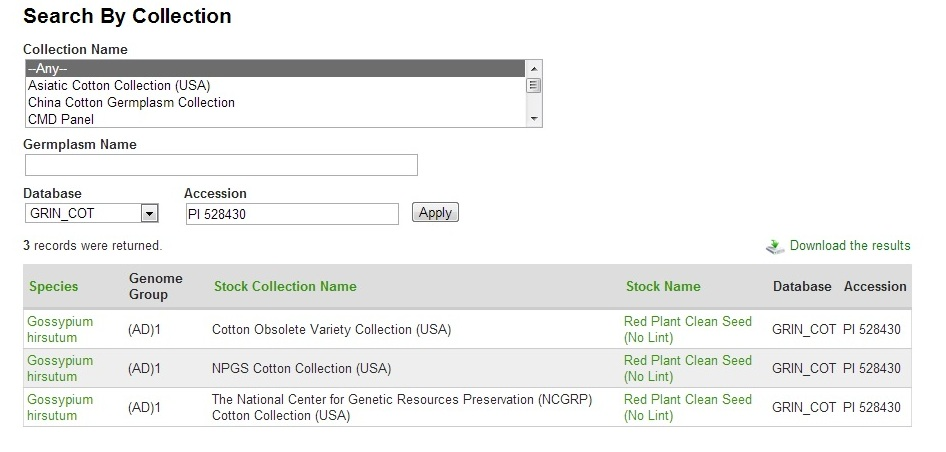 Search By Collection
Collection Name
--Any--
Asiatic Cotton Collection (USA)
China Cotton Germplasm Collection
CMD Panel
Germplasm Name
Database Accession
GRIN_COT PI 528430 Apply
3 records were returned. Download the results
Species Genome Group Stock Collection Name Stock Name Database Accession
Gossypium hirsutum (AD)1 Cotton Obsolete Variety Collection (USA) Red Plant Clean Seed (No Lint) GRIN_COT PI 528430
Gossypium hirsutum (AD)1 NPGS Cotton Collection (USA) Red Plant Clean Seed (No Lint) GRIN_COT PI 528430
Gossypium hirsutum (AD)1 The National Center for Genetic Resources Preservation (NCGRP) Cotton Collection (USA) Red Plant Clean Seed (No Lint) GRIN_COT PI 528430